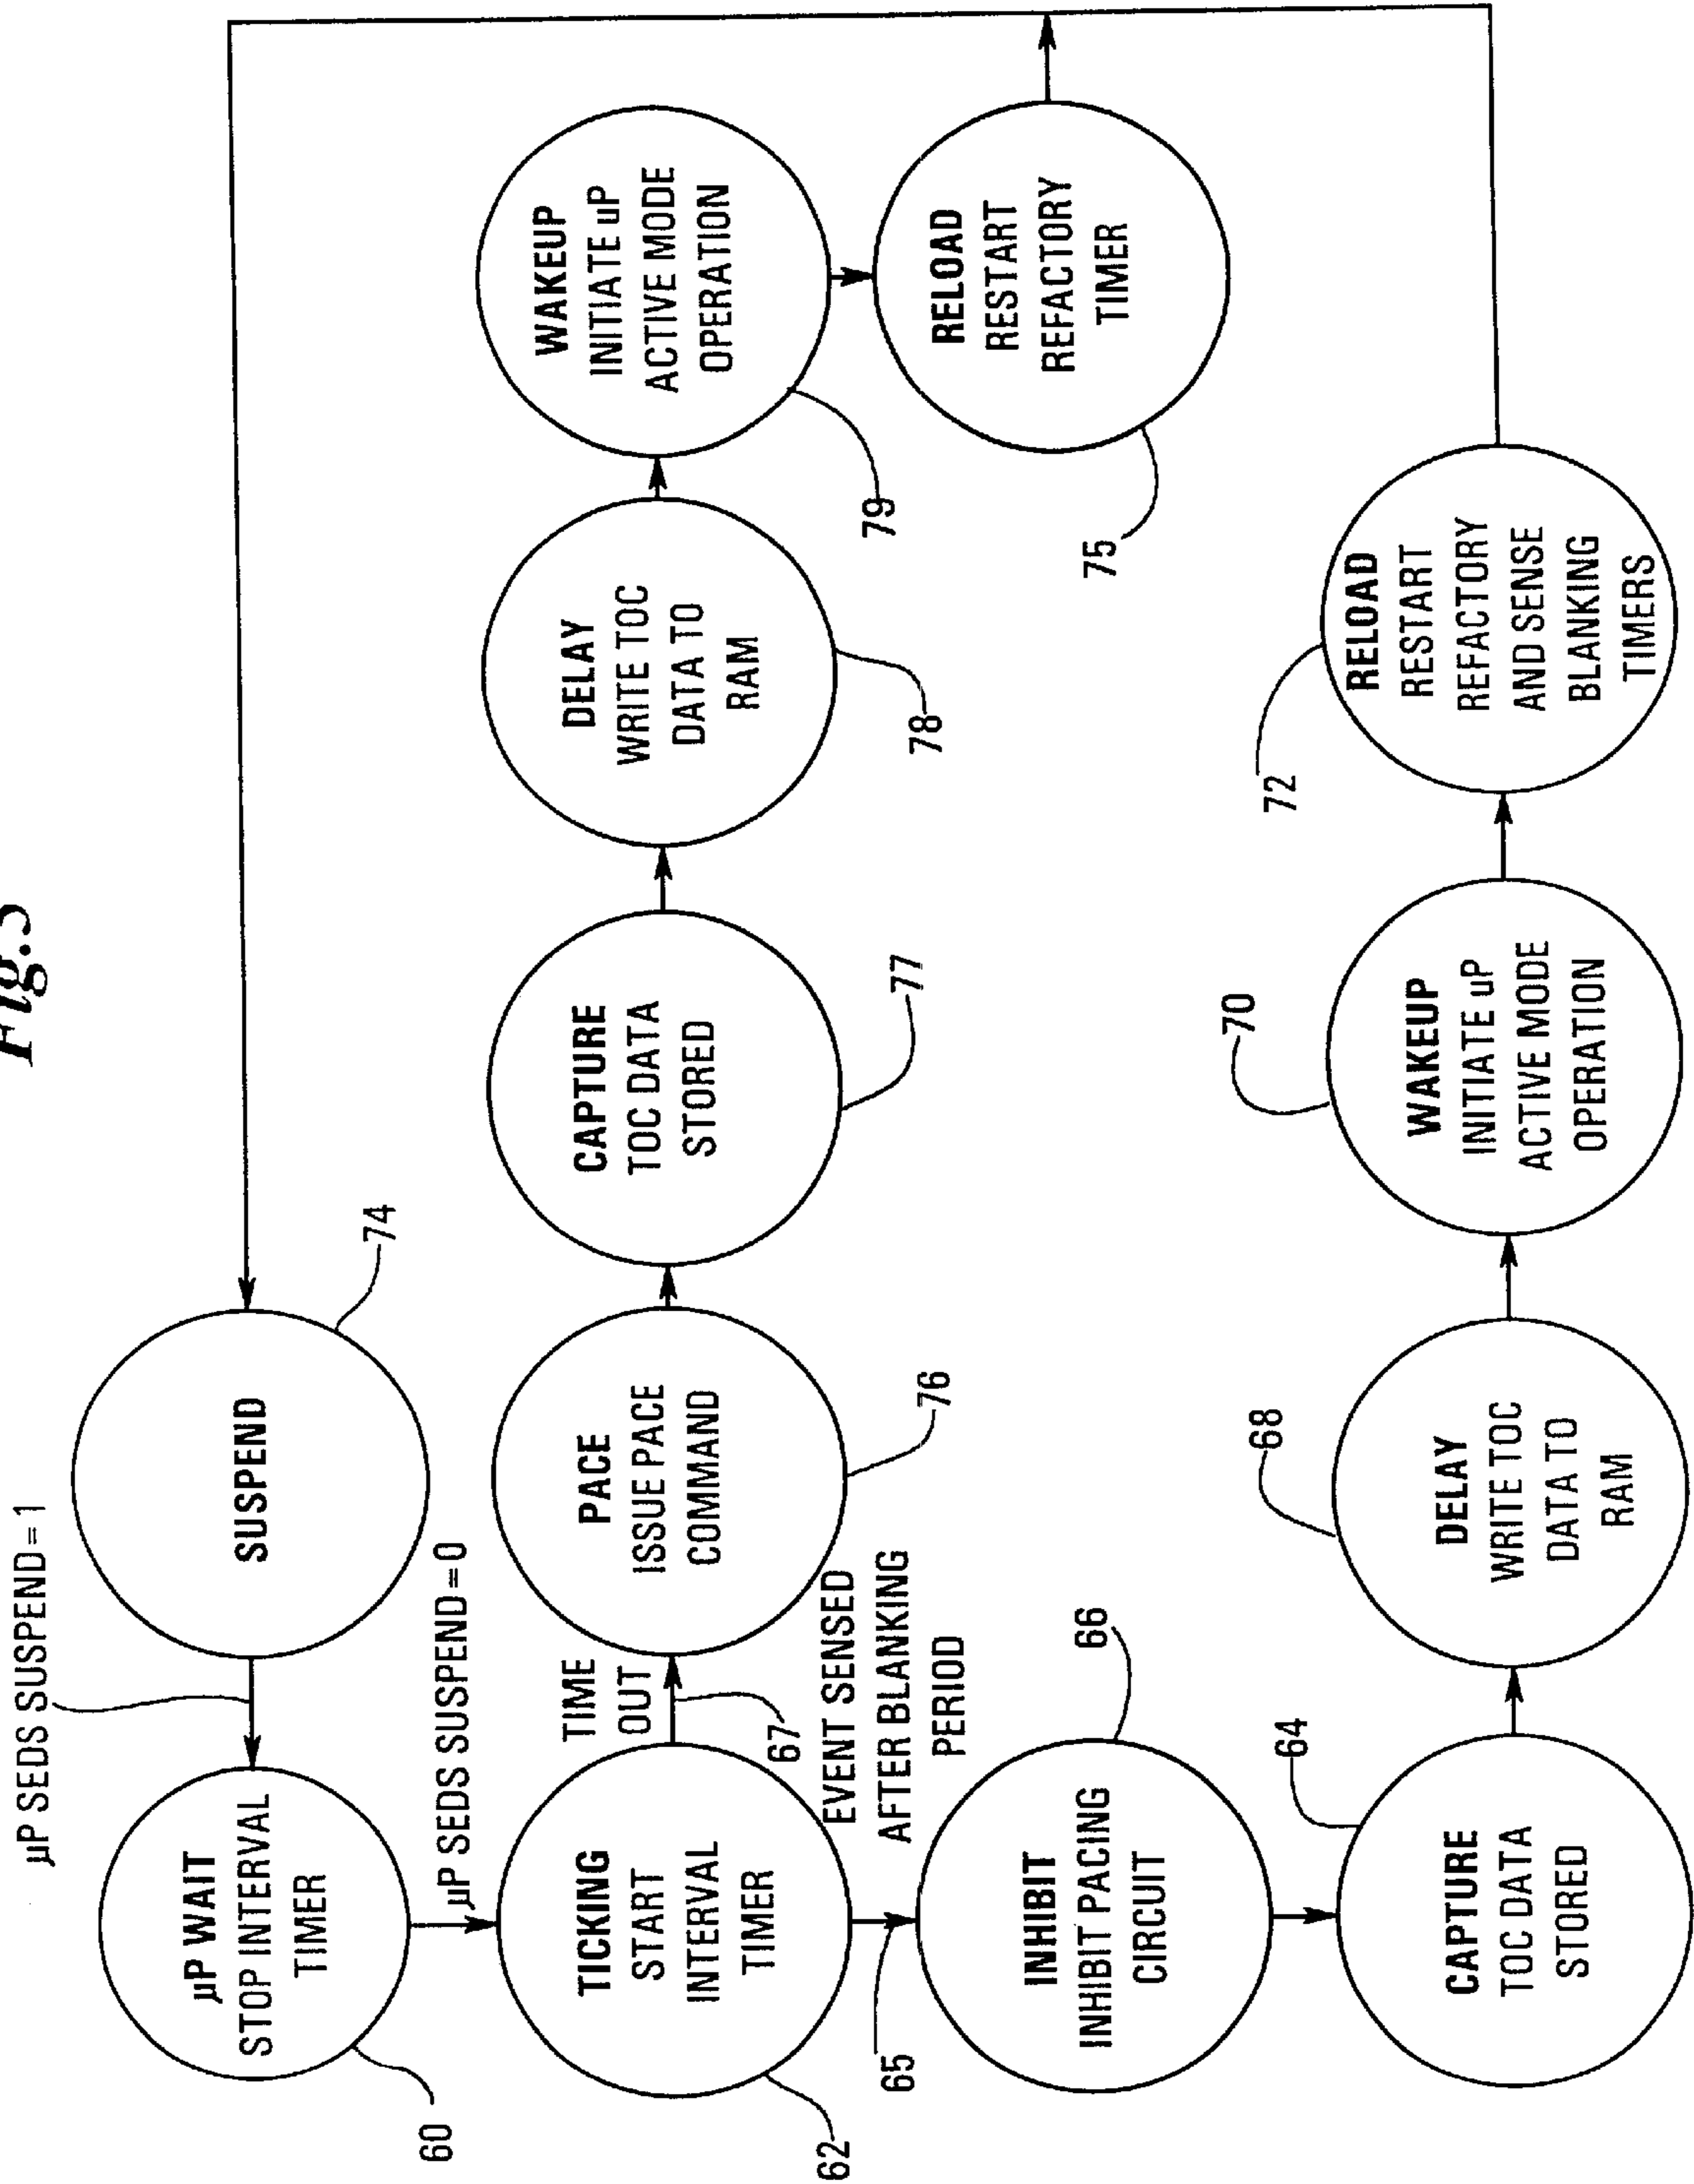 Fig.3
µP SEDS SUSPEND=1
SUSPEND
74
µP WAIT
STOP INTERVAL
TIMER
60
µP SEDS SUSPEND=0
TICKING
START
INTERVAL
TIMER
62
TIME
OUT
67
PACE
ISSUE PACE
COMMAND
76
CAPTURE
TOC DATA
STORED
77
DELAY
WRITE TOC
DATA TO
RAM
78
WAKEUP
INITIATE uP
ACTIVE MODE
OPERATION
79
RELOAD
RESTART
REFACTORY
TIMER
75
EVENT SENSED
AFTER BLANKING
PERIOD
65
INHIBIT
INHIBIT PACING
CIRCUIT
66
CAPTURE
TOC DATA
STORED
64
DELAY
WRITE TOC
DATA TO
RAM
68
WAKEUP
INITIATE uP
ACTIVE MODE
OPERATION
70
RELOAD
RESTART
REFACTORY
AND SENSE
BLANKING
TIMERS
72